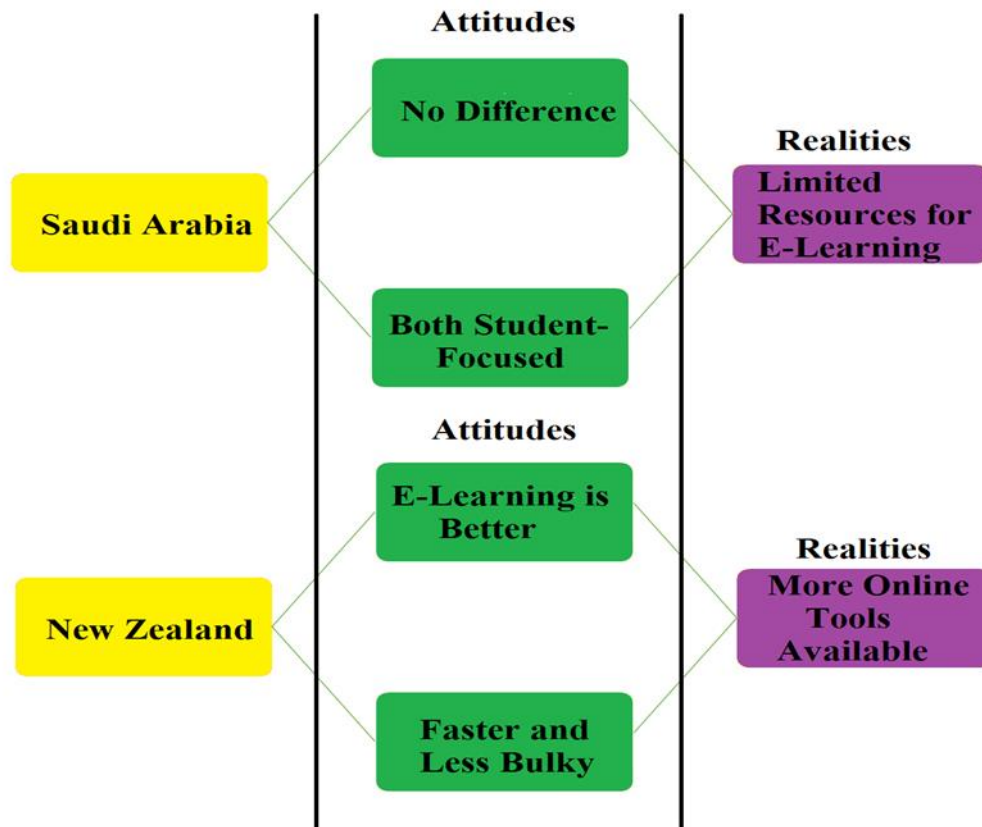 Attitudes
No Difference
Realities
Saudi Arabia
Limited
Resources for
E-Learning
Both Student-
Focused
Attitudes
E-Learning is
Better
Realities
New Zealand
More Online
Tools
Available
Faster and
Less Bulky